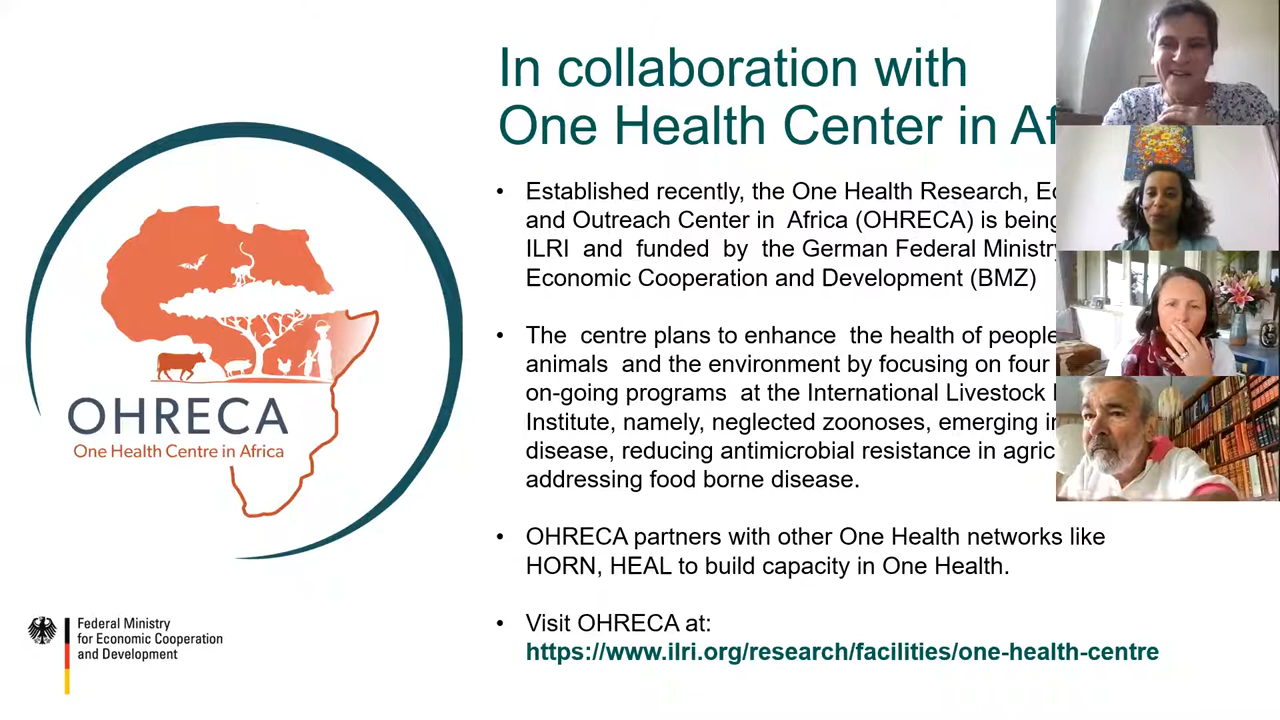 In collaboration with
One Health Center in
• Established recently, the One Health Research,
and Outreach Center in Africa (OHRECA) is being
ILRI and funded by the German Federal Ministry
Economic Cooperation and Development (BMZ)
• The centre plans to enhance the health of people
animals and the environment by focusing on four
on-going programs at the International Livestock
Institute, namely, neglected zoonoses, emerging
disease, reducing antimicrobial resistance in
addressing food borne disease.
• OHRECA partners with other One Health networks like
HORN, HEAL to build capacity in One Health.
• Visit OHRECA at:
https://www.ilri.org/research/facilities/one-health-centre
OHRECA
One Health Centre in Africa
Federal Ministry
for Economic Cooperation
and Development